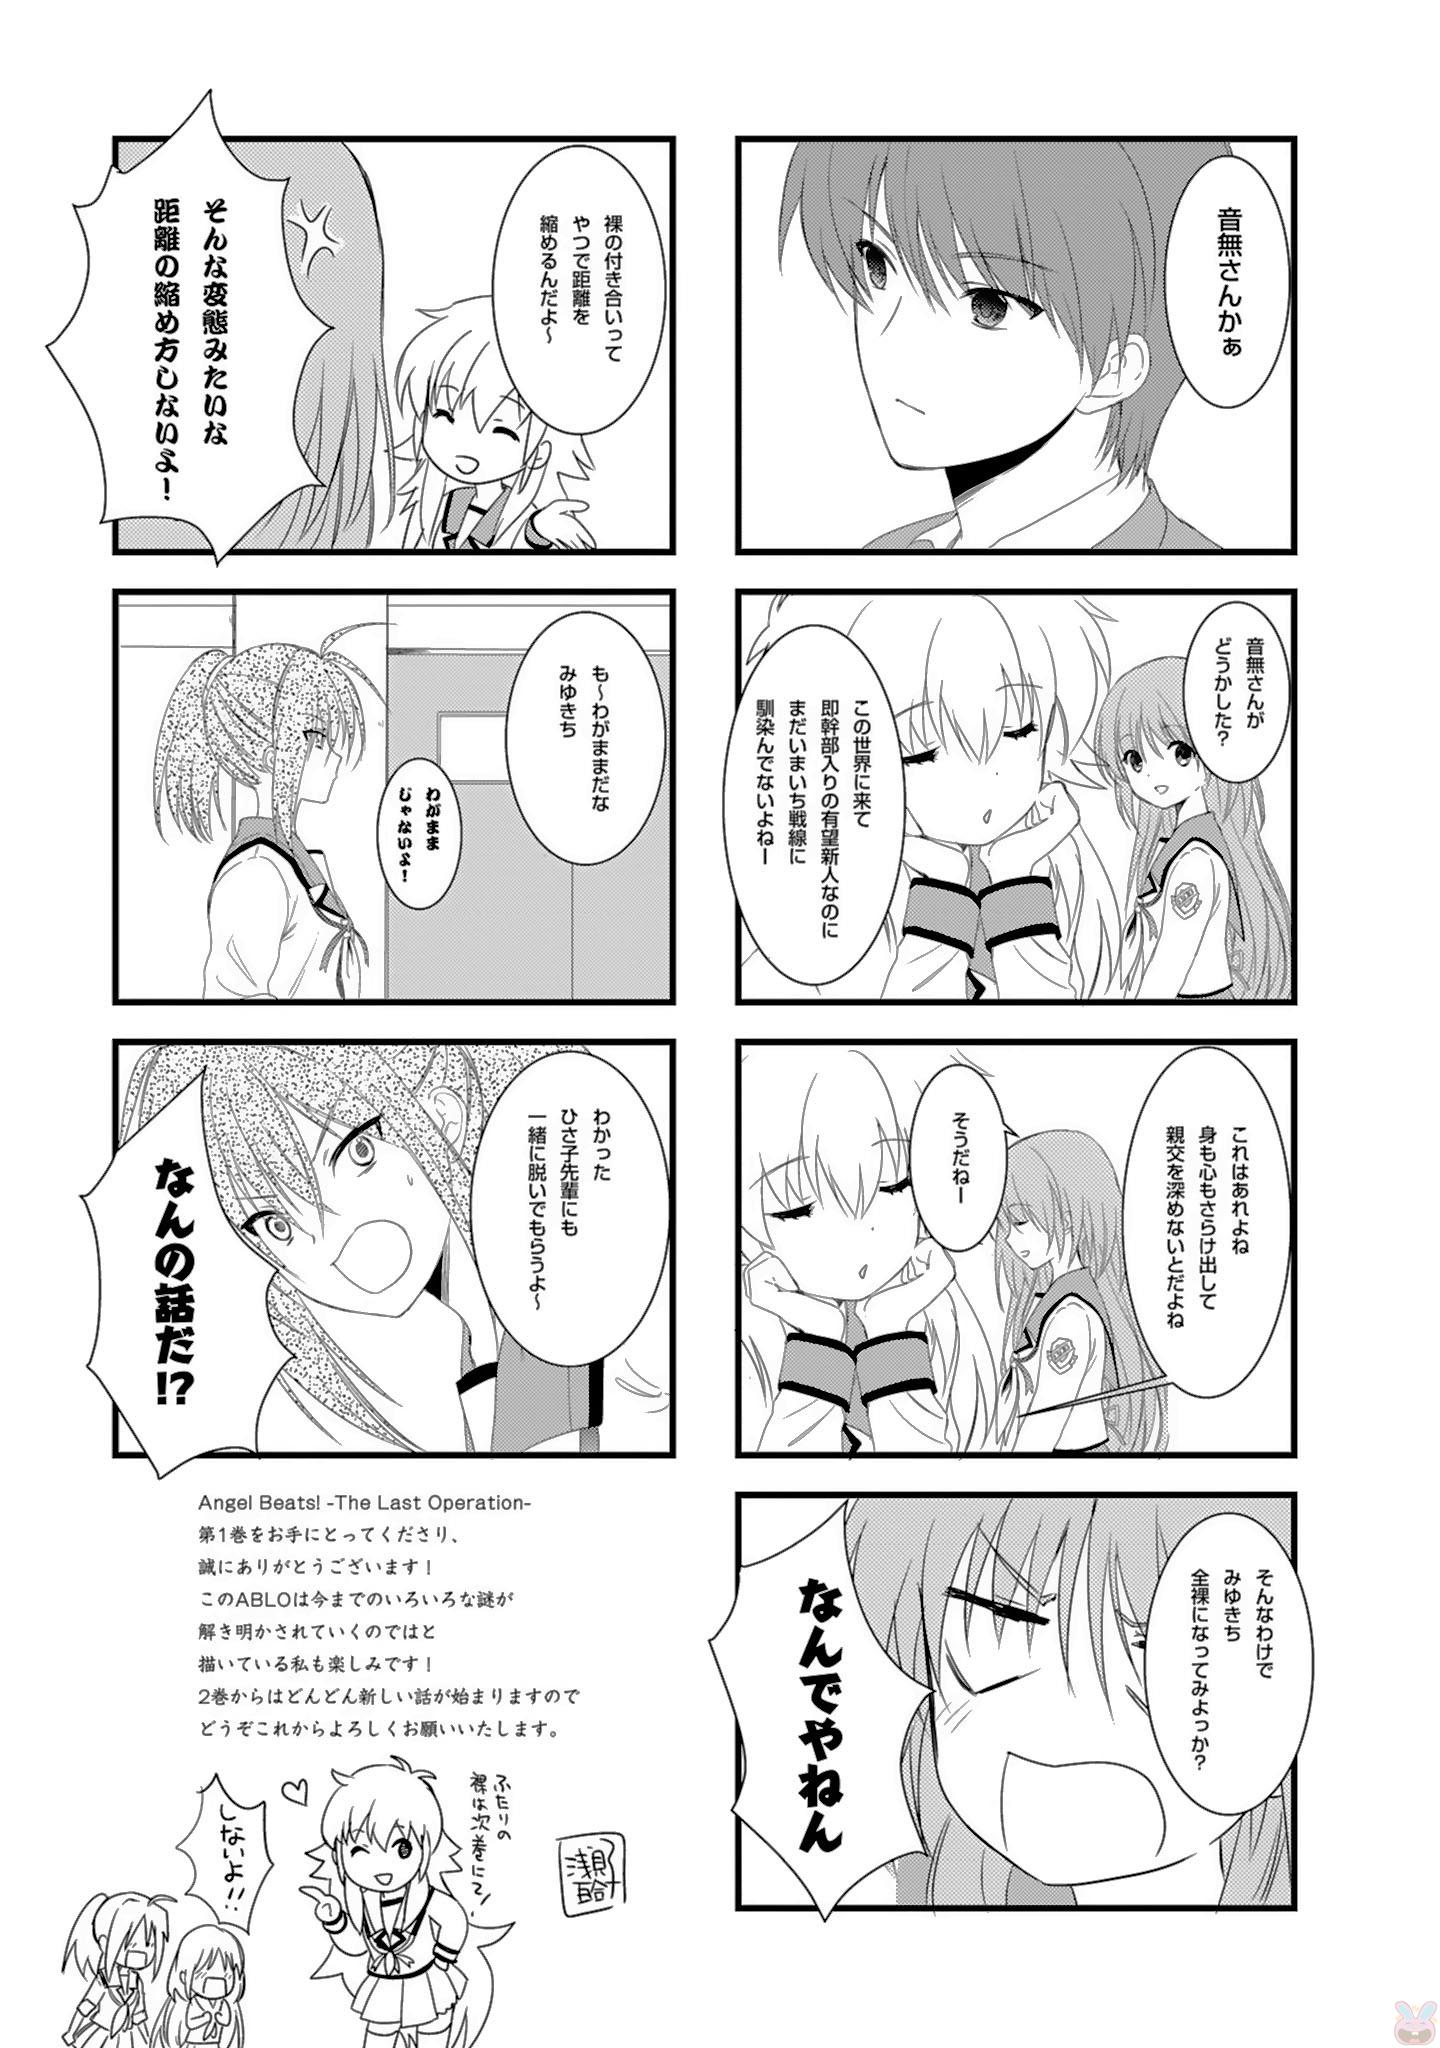 音無さんかぁ
音無さんが
どうかした?
この世界に来て
即幹部入りの有望新人なのに
まだいまいち戦線に
馴染んでないよねー
これはあれよね
身も心もさらけ出して
親交を深めないとだよね
そうだねー
そんなわけで
みゆきち
全裸になってみよっか?
なんでやねん
裸の付き合いって
やつで距離を
縮めるんだよ~
そんな変態みたいな
距離の縮め方しないよ!
も~わがままだな
みゆきち
わがまま
じゃないよ!
わかった
ひさ子先輩にも
一緒に脱いでもらうよ~
なんの話だ!?
Angel Beats! -The Last Operation-
第1巻をお手にとってくださり、
誠にありがとうございます!
このABLOは今までのいろいろな謎が
解き明かされていくのではと
描いている私も楽しみです!
2巻からはどんどん新しい話が始まりますので
どうぞこれからよろしくお願いいたします。
ふたりの
裸は次巻にて!
しないよ!!
浅見百合子